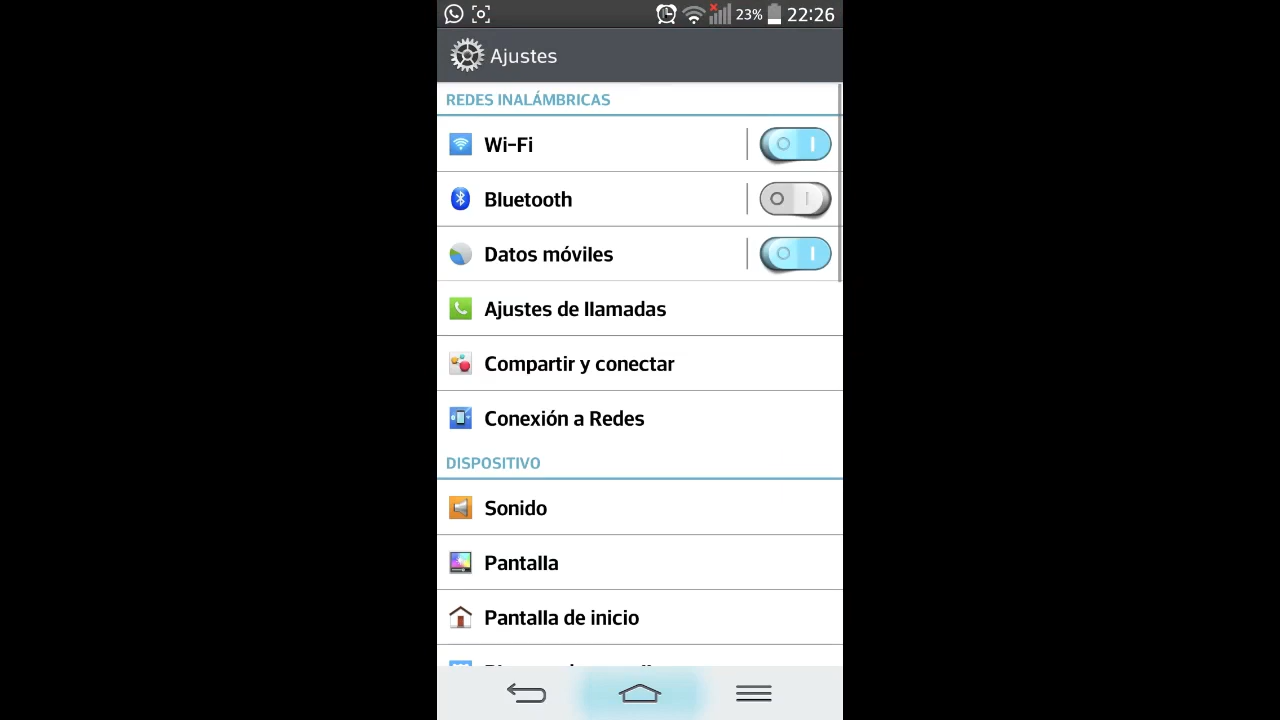 23% 22:26
Ajustes
REDES INALÁMBRICAS
Wi-Fi
Bluetooth
Datos móviles
Ajustes de llamadas
Compartir y conectar
Conexión a Redes
DISPOSITIVO
Sonido
Pantalla
Pantalla de inicio